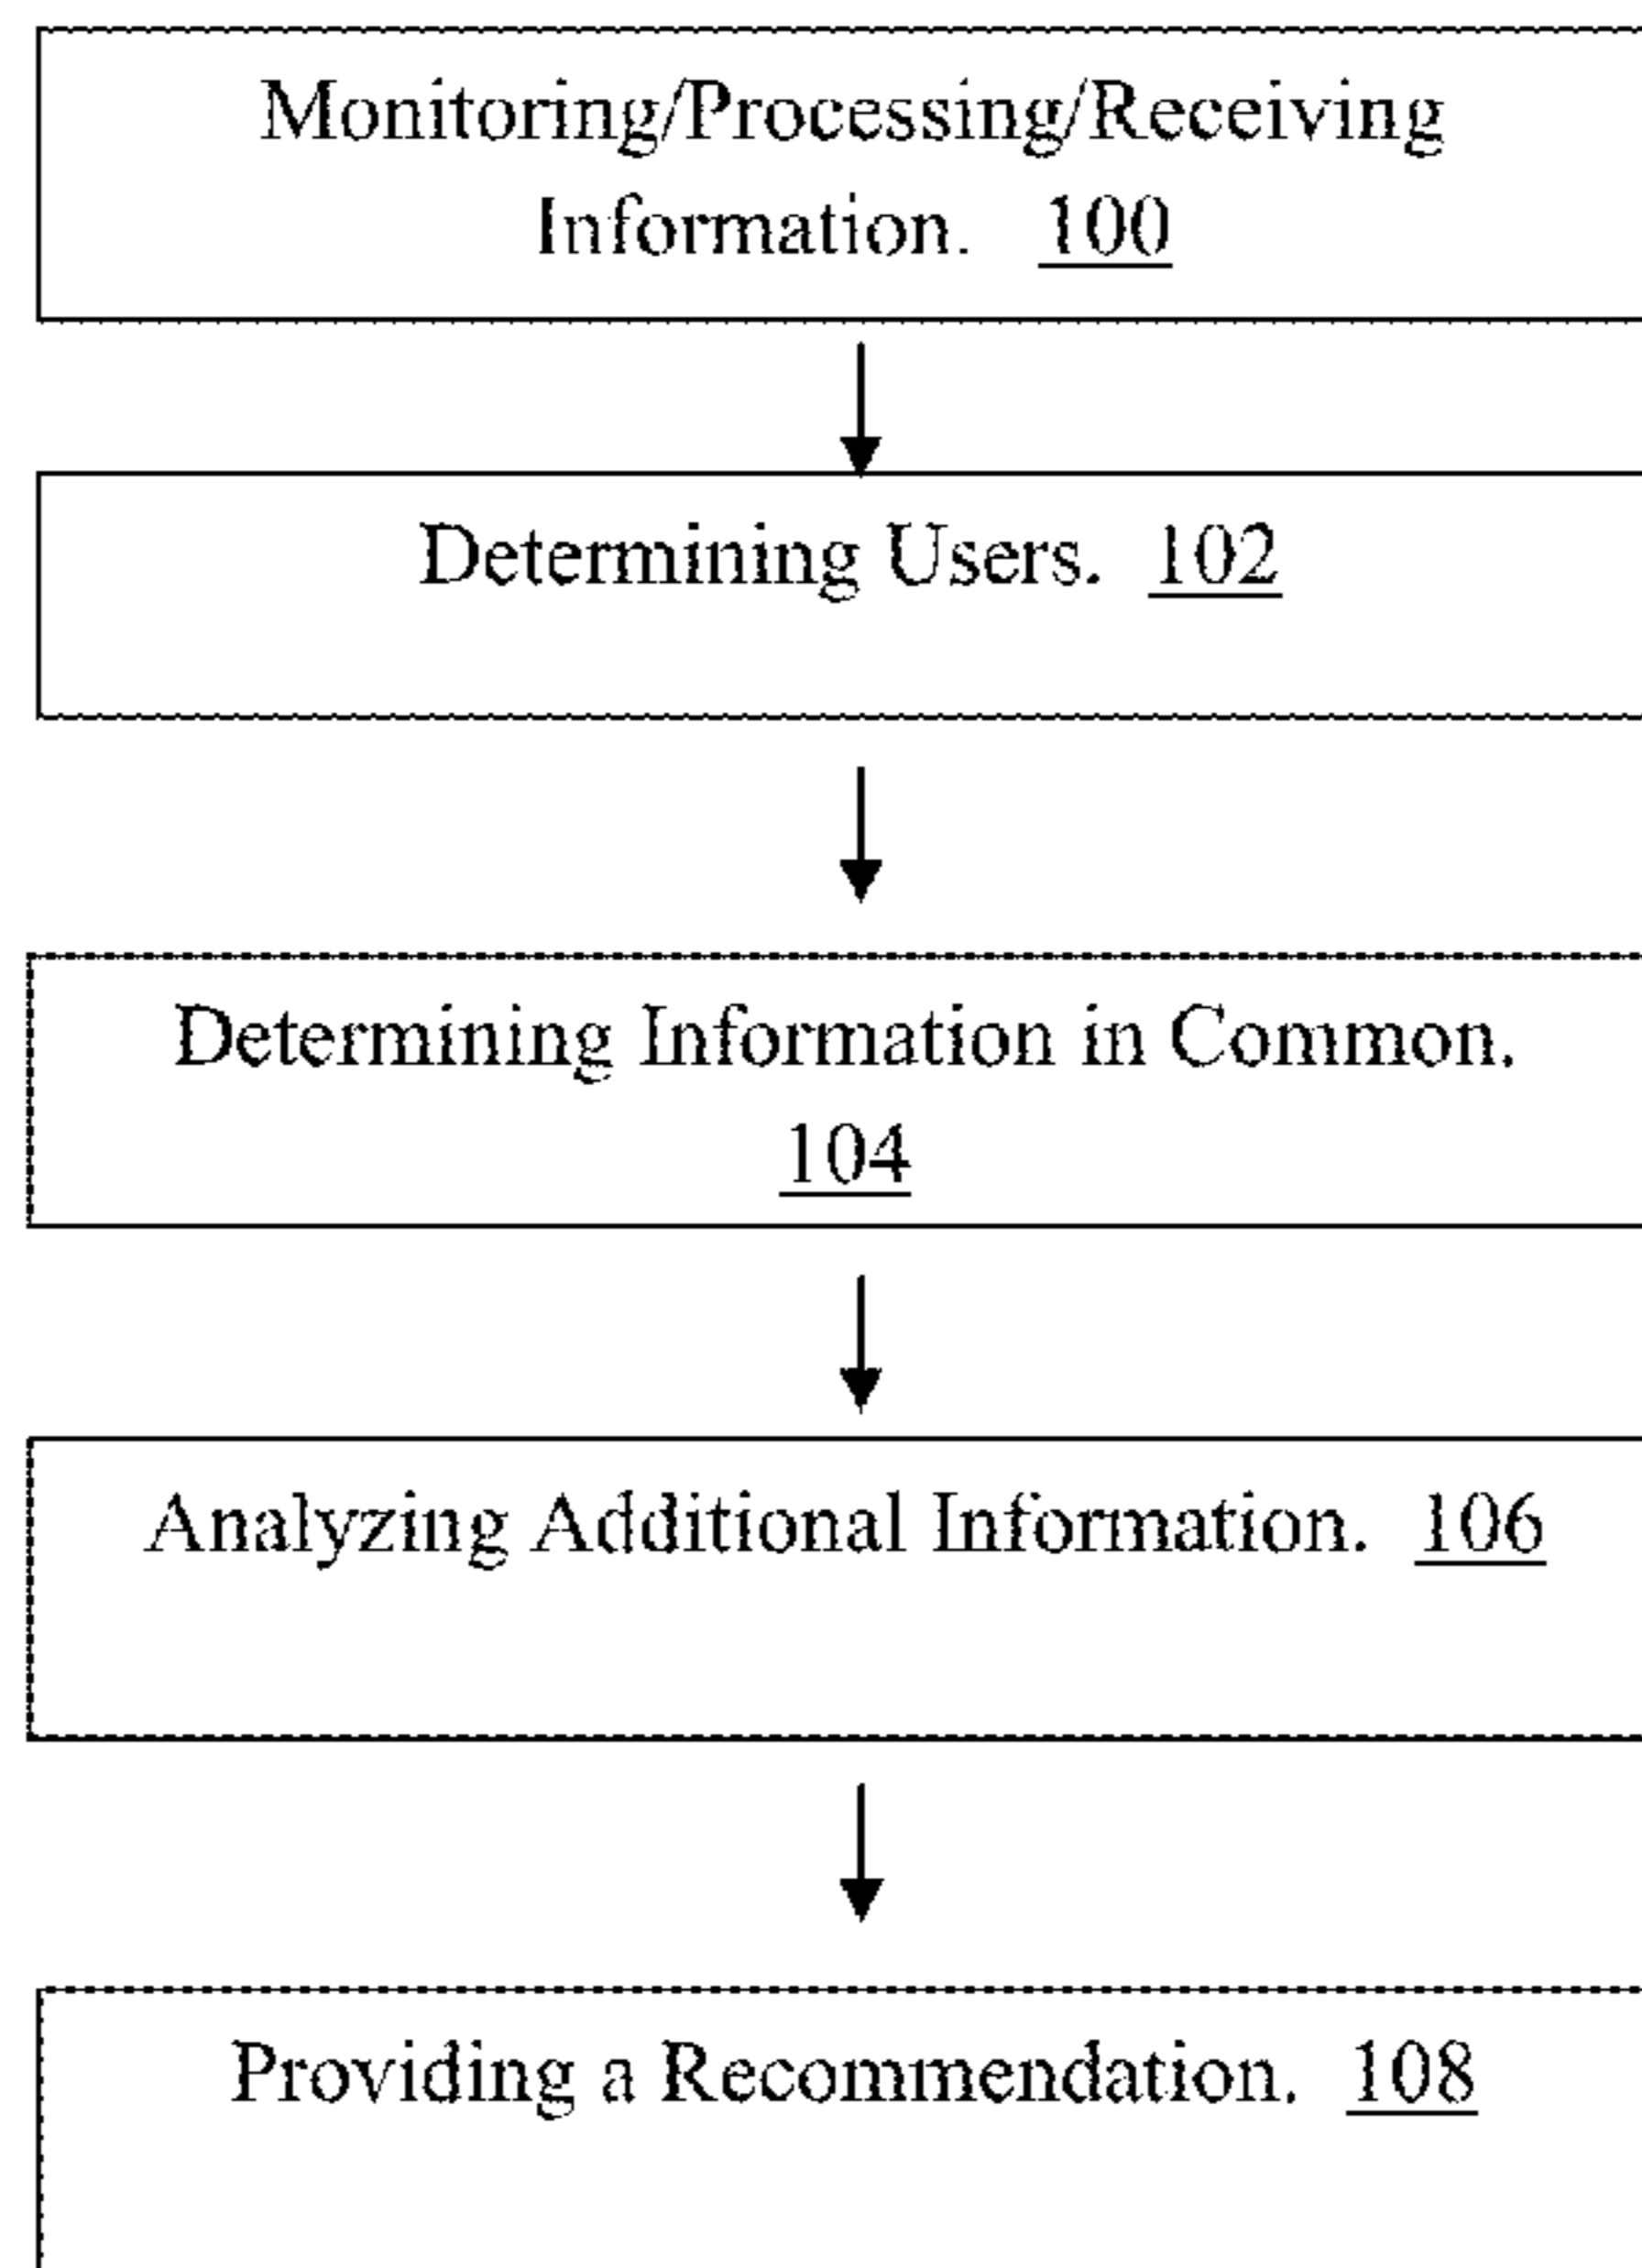 Monitoring/Processing/Receiving
Information. 100
Determining Users. 102
Determining Information in Common.
104
Analyzing Additional Information. 106
Providing a Recommendation. 108